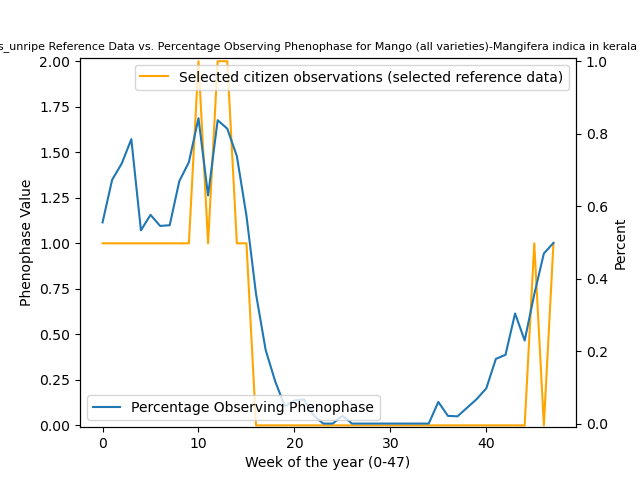 s_unripe Reference Data vs. Percentage Observing Phenophase for Mango (all varieties)-Mangifera indica in kerala
Selected citizen observations (selected reference data)
Percentage Observing Phenophase
Phenophase Value
Percent
2.00
1.75
1.50
1.25
1.00
0.75
0.50
0.25
0.00
1.0
0.8
0.6
0.4
0.2
0.0
0 10 20 30 40
Week of the year (0-47)